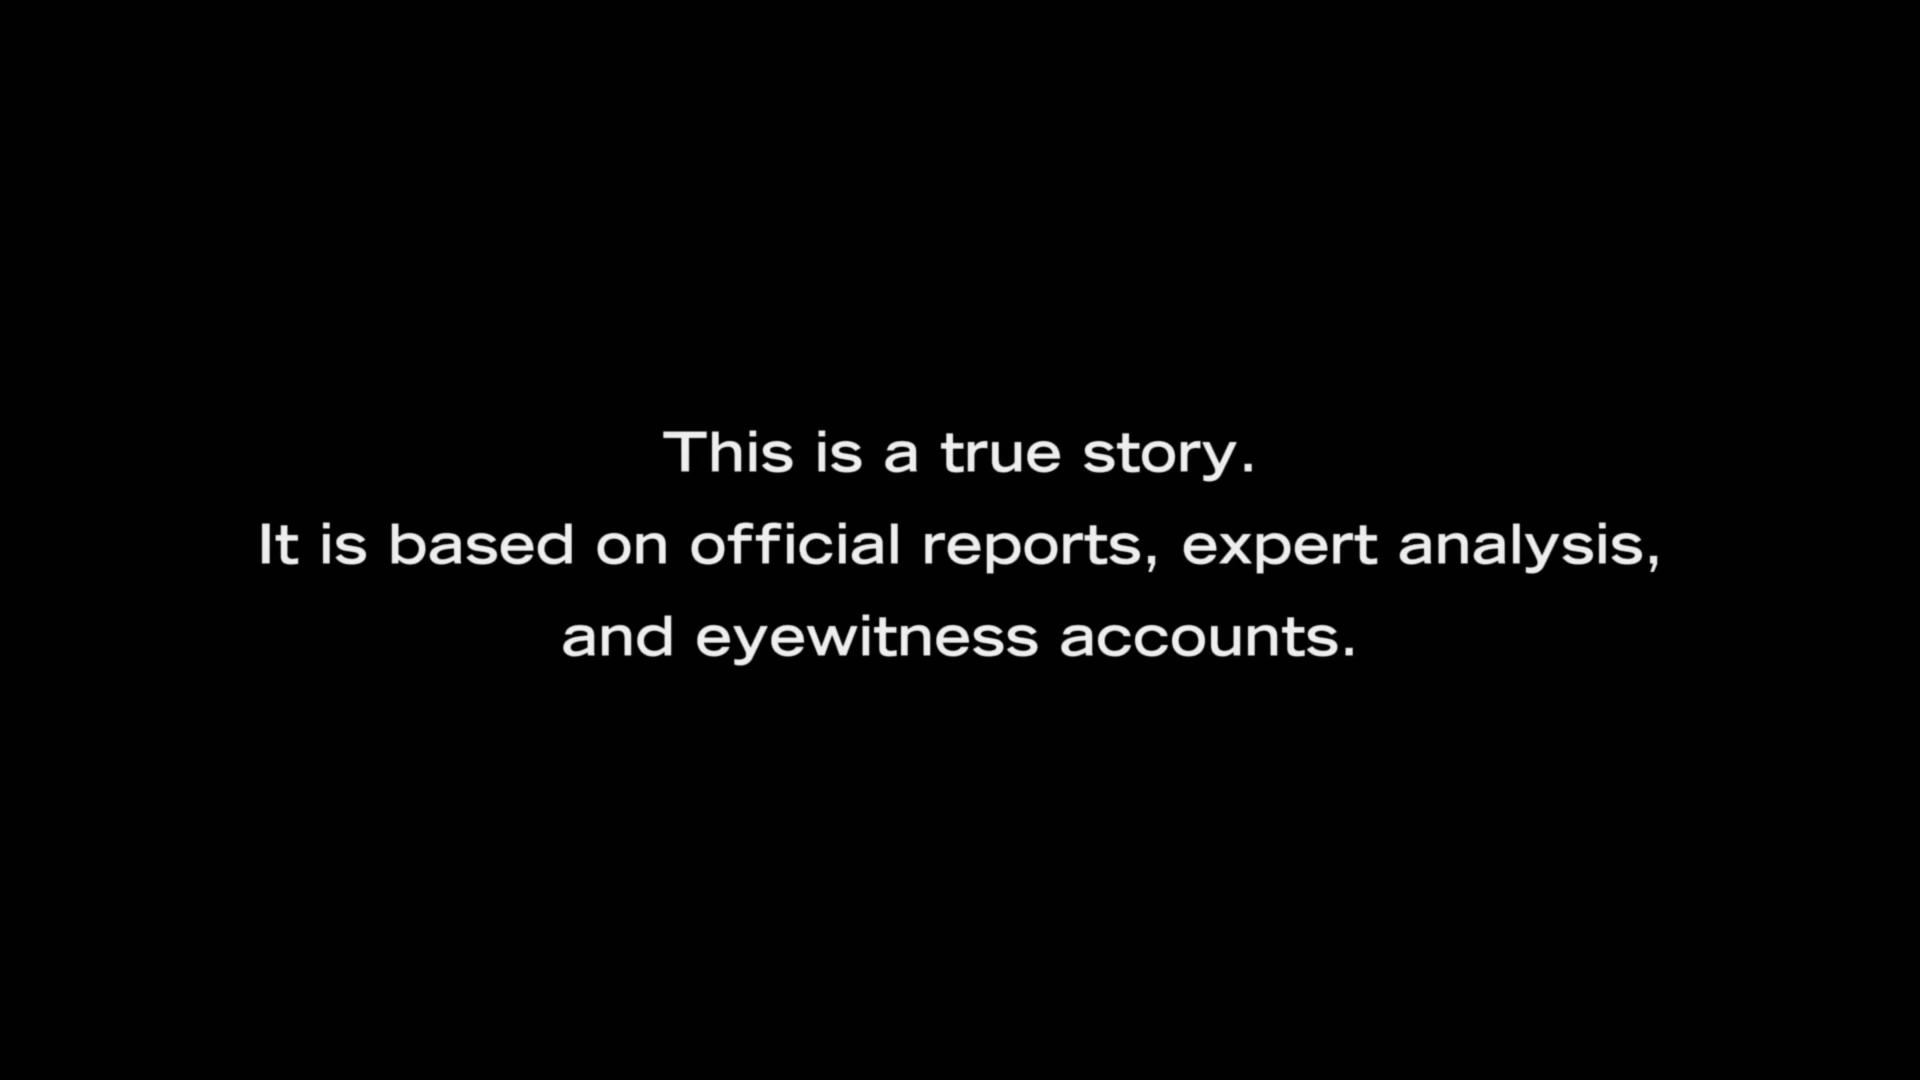 This is a true story.
It is based on official reports, expert analysis,
and eyewitness accounts.